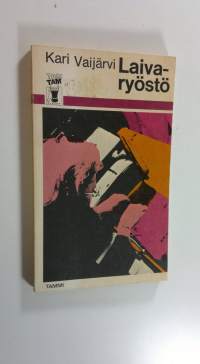 Kari Vaijärvi Laiva-
ryöstö
TAM
TAMMI